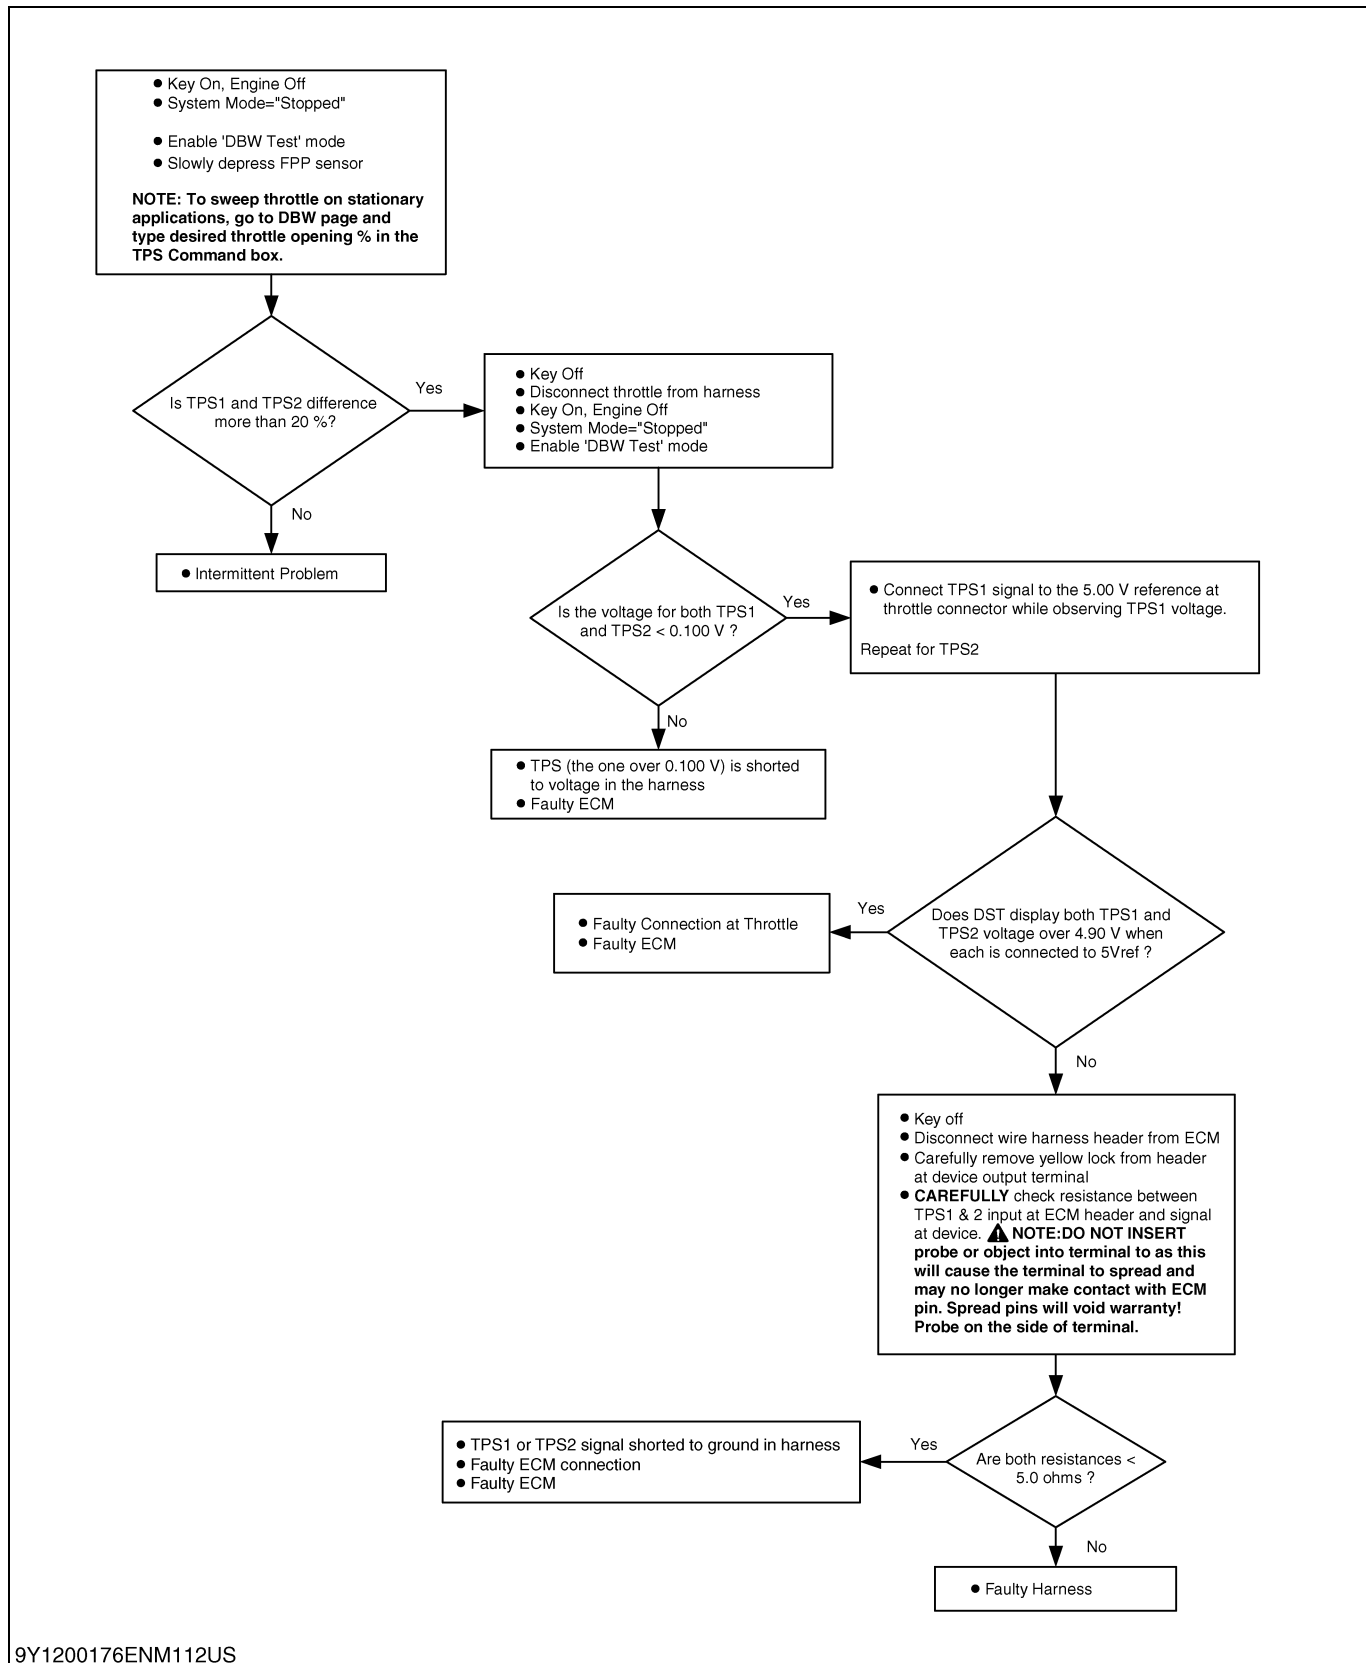 ● Key On, Engine Off
● System Mode="Stopped"
● Enable 'DBW Test' mode
● Slowly depress FPP sensor
NOTE: To sweep throttle on stationary
applications, go to DBW page and
type desired throttle opening % in the
TPS Command box.
Is TPS1 and TPS2 difference
more than 20 %?
Yes
No
● Intermittent Problem
● Key Off
● Disconnect throttle from harness
● Key On, Engine Off
● System Mode="Stopped"
● Enable 'DBW Test' mode
Is the voltage for both TPS1
and TPS2 < 0.100 V ?
Yes
No
● TPS (the one over 0.100 V) is shorted
to voltage in the harness
● Faulty ECM
● Connect TPS1 signal to the 5.00 V reference at
throttle connector while observing TPS1 voltage.
Repeat for TPS2
Does DST display both TPS1 and
TPS2 voltage over 4.90 V when
each is connected to 5Vref ?
Yes
● Faulty Connection at Throttle
● Faulty ECM
No
● Key off
● Disconnect wire harness header from ECM
● Carefully remove yellow lock from header
at device output terminal
● CAREFULLY check resistance between
TPS1 & 2 input at ECM header and signal
at device. NOTE:DO NOT INSERT
probe or object into terminal to as this
will cause the terminal to spread and
may no longer make contact with ECM
pin. Spread pins will void warranty!
Probe on the side of terminal.
Are both resistances <
5.0 ohms ?
Yes
● TPS1 or TPS2 signal shorted to ground in harness
● Faulty ECM connection
● Faulty ECM
No
● Faulty Harness
9Y1200176ENM112US